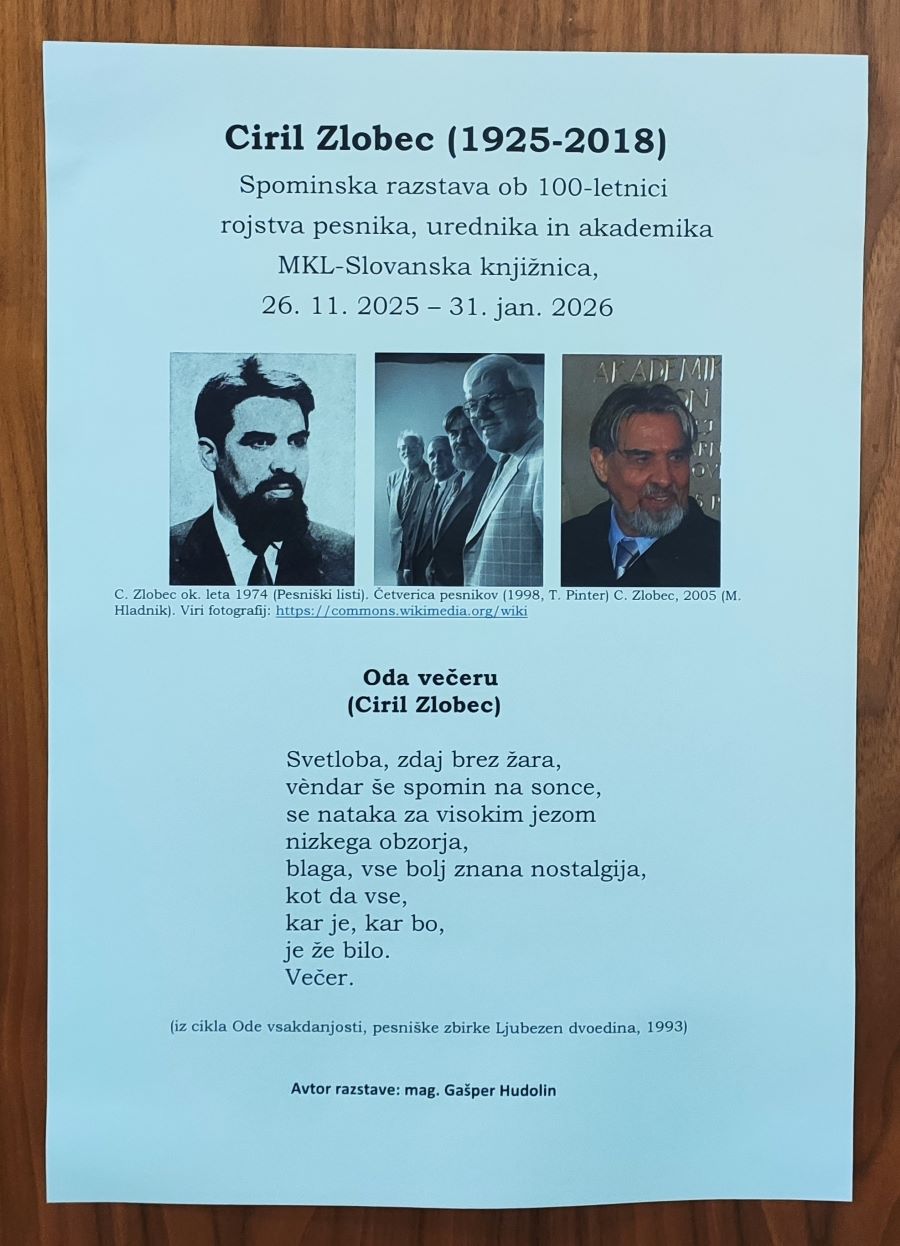 Ciril Zlobec (1925-2018)
Spominska razstava ob 100-letnici
rojstva pesnika, urednika in akademika
MKL-Slovanska knjižnica,
26. 11. 2025 – 31. jan. 2026
AKADEMIK
C. Zlobec ok. leta 1974 (Pesniški listi). Četverica pesnikov (1998, T. Pinter) C. Zlobec, 2005 (M.
Hladnik). Viri fotografij: https://commons.wikimedia.org/wiki
Oda večeru
(Ciril Zlobec)
Svetloba, zdaj brez žara,
vèndar še spomin na sonce,
se nataka za visokim jezom
nizkega obzorja,
blaga, vse bolj znana nostalgija,
kot da vse,
kar je, kar bo,
je že bilo.
Večer.
(iz cikla Ode vsakdanjosti, pesniške zbirke Ljubezen dvoedina, 1993)
Avtor razstave: mag. Gašper Hudolin